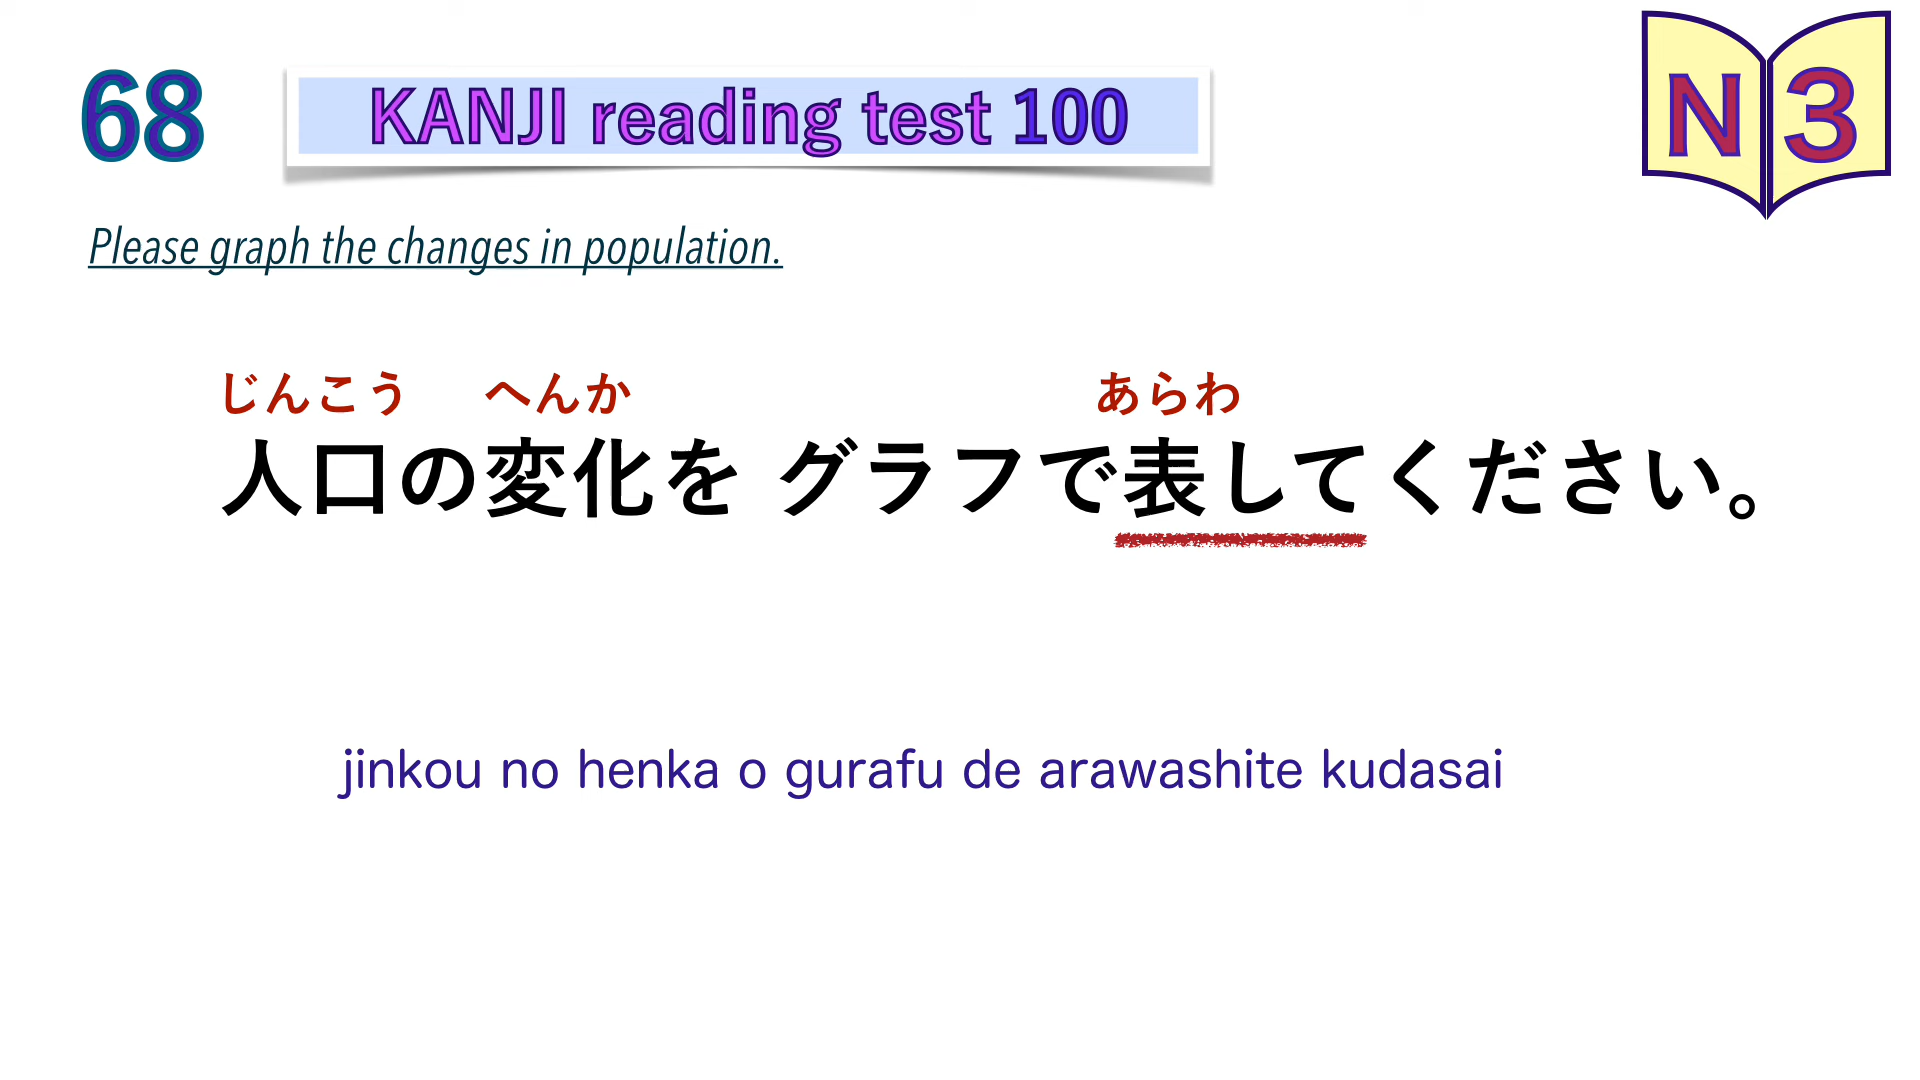 68
KANJI reading test 100
N3
Please graph the changes in population.
じんこう へんか あらわ
人口の変化を グラフで表してください。
jinkou no henka o gurafu de arawashite kudasai